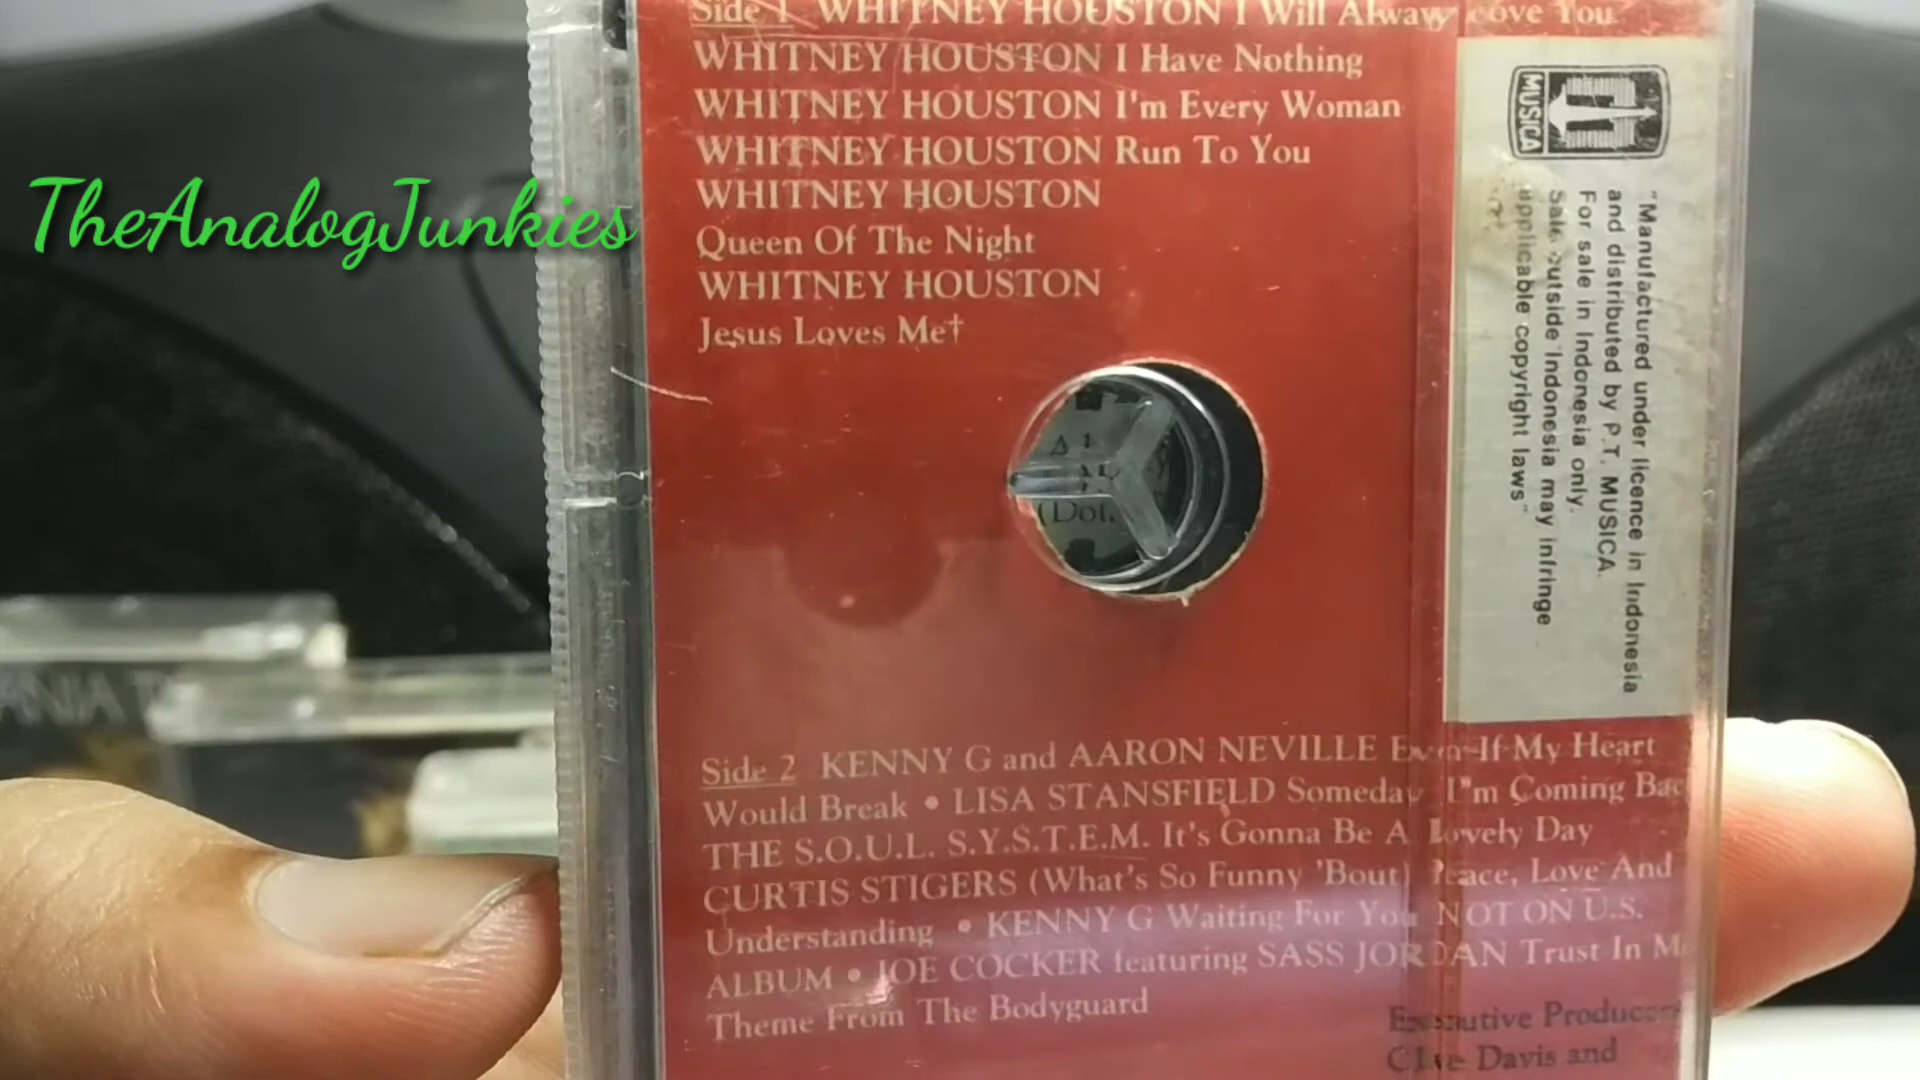 Side 1 WHITNEY HOUSTON I Will Always Love You
WHITNEY HOUSTON I Have Nothing
WHITNEY HOUSTON I'm Every Woman
WHITNEY HOUSTON Run To You
WHITNEY HOUSTON
Queen Of The Night
WHITNEY HOUSTON
Jesus Loves Me†
TheAnalogJunkies
MUSICA
"Manufactured under licence in Indonesia
and distributed by P.T. MUSICA.
For sale in Indonesia only.
Sale outside Indonesia may infringe
applicable copyright laws"
(Dol.
Side 2 KENNY G and AARON NEVILLE Even If My Heart
Would Break • LISA STANSFIELD Someday I'm Coming Bac
THE S.O.U.L. S.Y.S.T.E.M. It's Gonna Be A Lovely Day
CURTIS STIGERS (What's So Funny 'Bout) Peace, Love And
Understanding • KENNY G Waiting For You NOT ON U.S.
ALBUM • JOE COCKER featuring SASS JORDAN Trust In M
Theme From The Bodyguard
Executive Producer
Clive Davis and